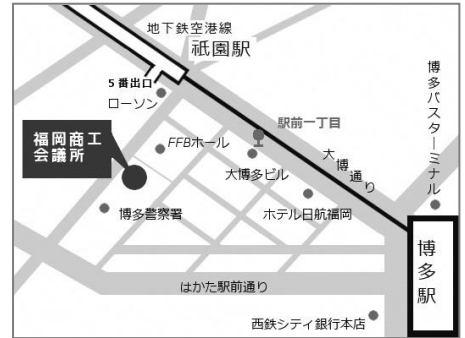 地下鉄空港線
祇園駅
5番出口
ローソン
福岡商工
会議所
FFBホール
駅前一丁目
大博多ビル
大博通り
博多バスターミナル
博多警察署
ホテル日航福岡
博多駅
はかた駅前通り
西鉄シティ銀行本店